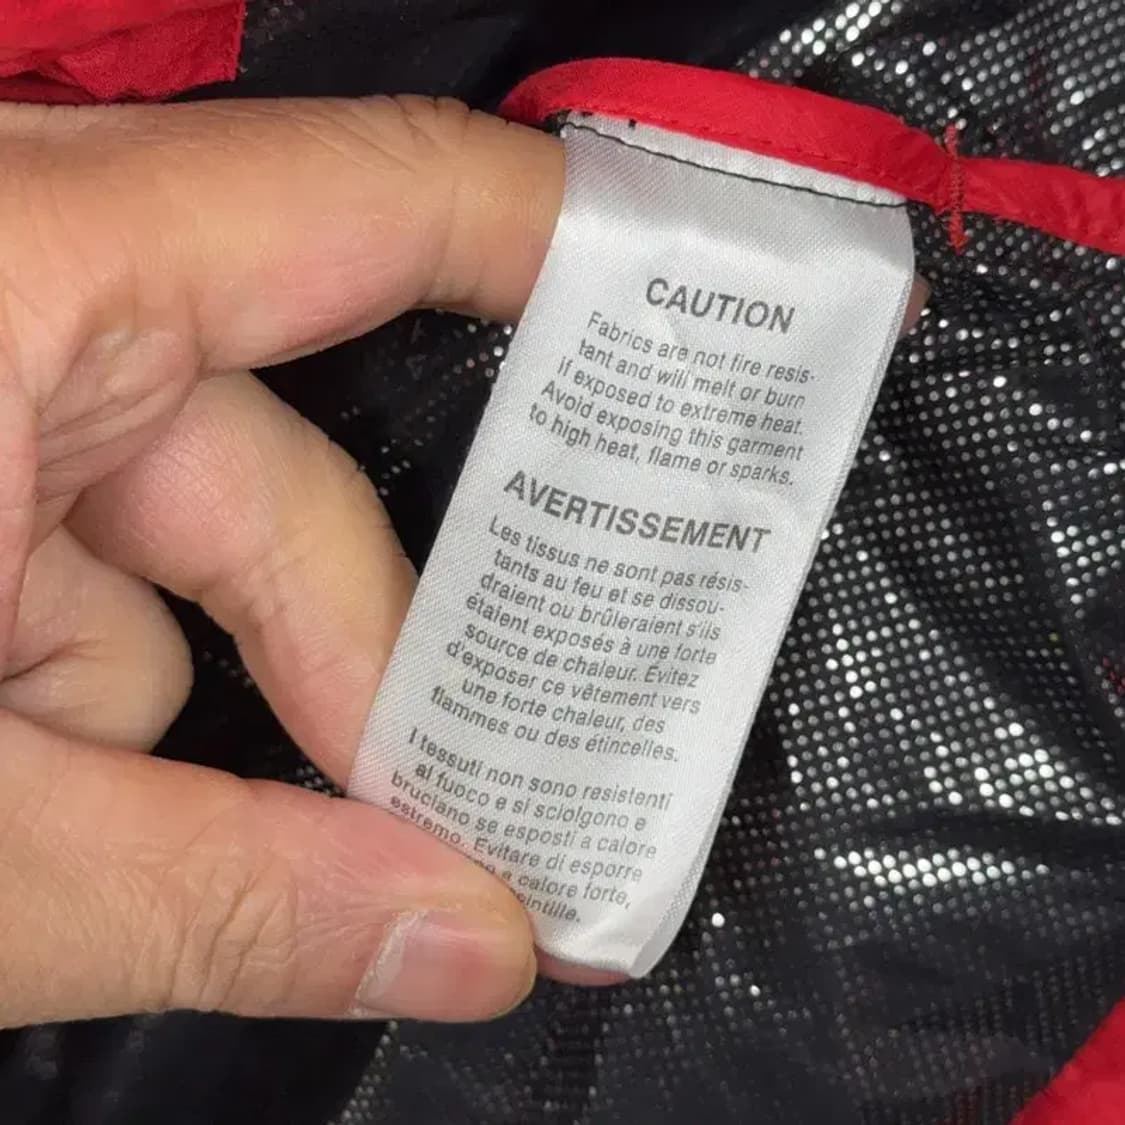 CAUTION
Fabrics are not fire resis-
tant and will melt or burn
if exposed to extreme heat.
Avoid exposing this garment
to high heat, flame or sparks.
AVERTISSEMENT
Les tissus ne sont pas résis-
tants au feu et se dissou-
draient ou brûleraient s'ils
étaient exposés à une forte
source de chaleur. Evitez
d'exposer ce vêtement vers
une forte chaleur, des
flammes ou des étincelles.
I tessuti non sono resistenti
al fuoco e si sciolgono e
bruciano se esposti a calore
estremo. Evitare di esporre
a calore forte,